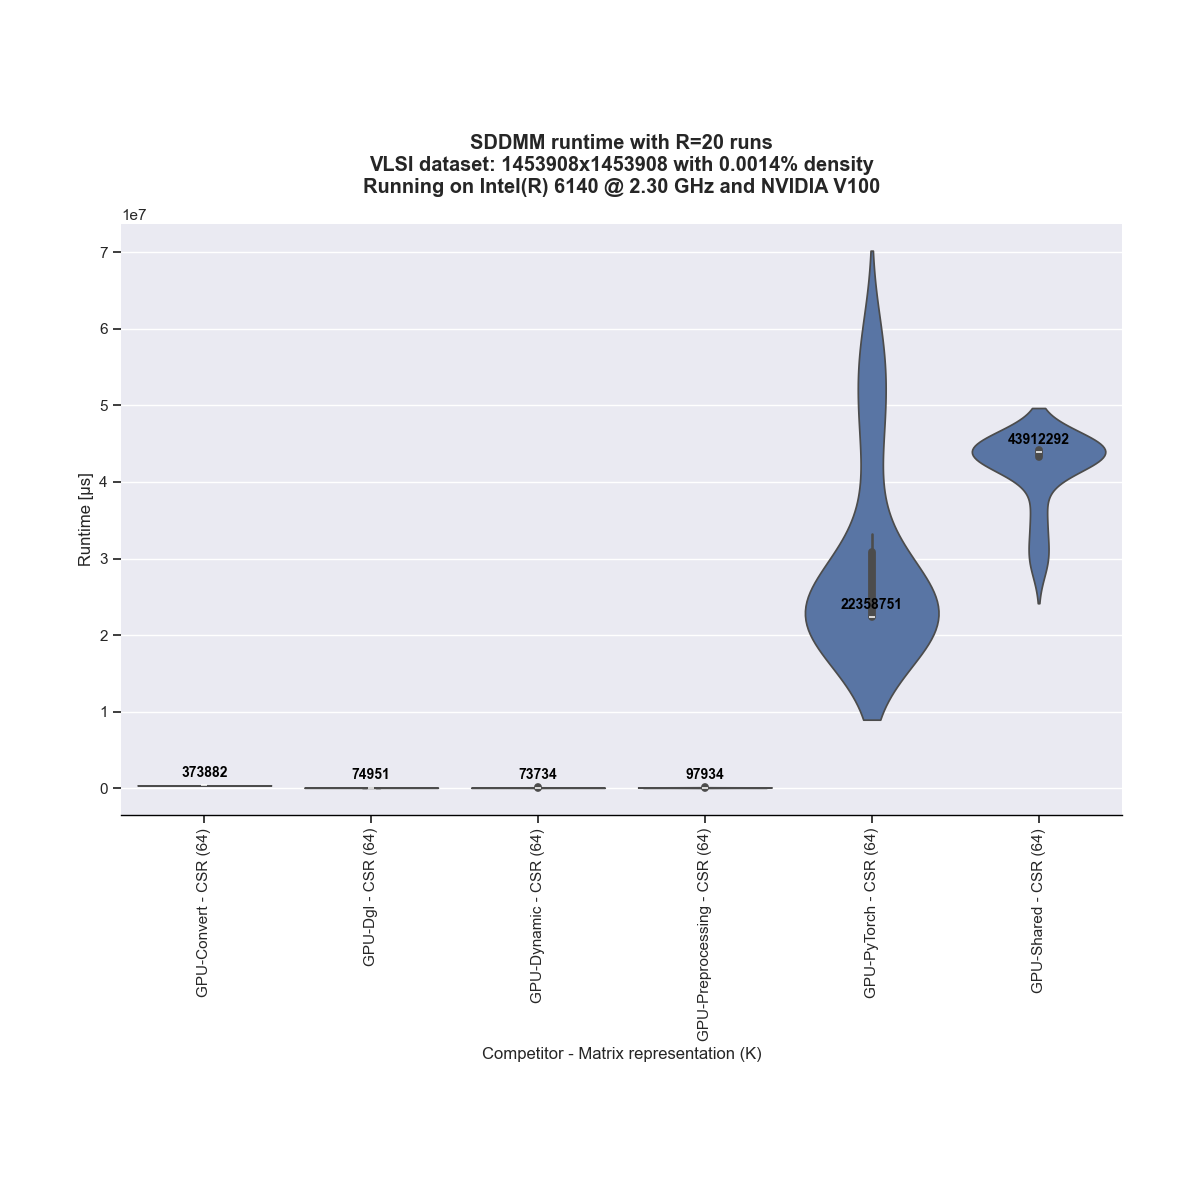 SDDMM runtime with R=20 runs
VLSI dataset: 1453908x1453908 with 0.0014% density
Running on Intel(R) 6140 @ 2.30 GHz and NVIDIA V100
1e7
7
6
5
4
3
2
1
0
Runtime [µs]
373882
74951
73734
97934
22358751
43912292
GPU-Convert - CSR (64)
GPU-Dgl - CSR (64)
GPU-Dynamic - CSR (64)
GPU-Preprocessing - CSR (64)
GPU-PyTorch - CSR (64)
GPU-Shared - CSR (64)
Competitor - Matrix representation (K)